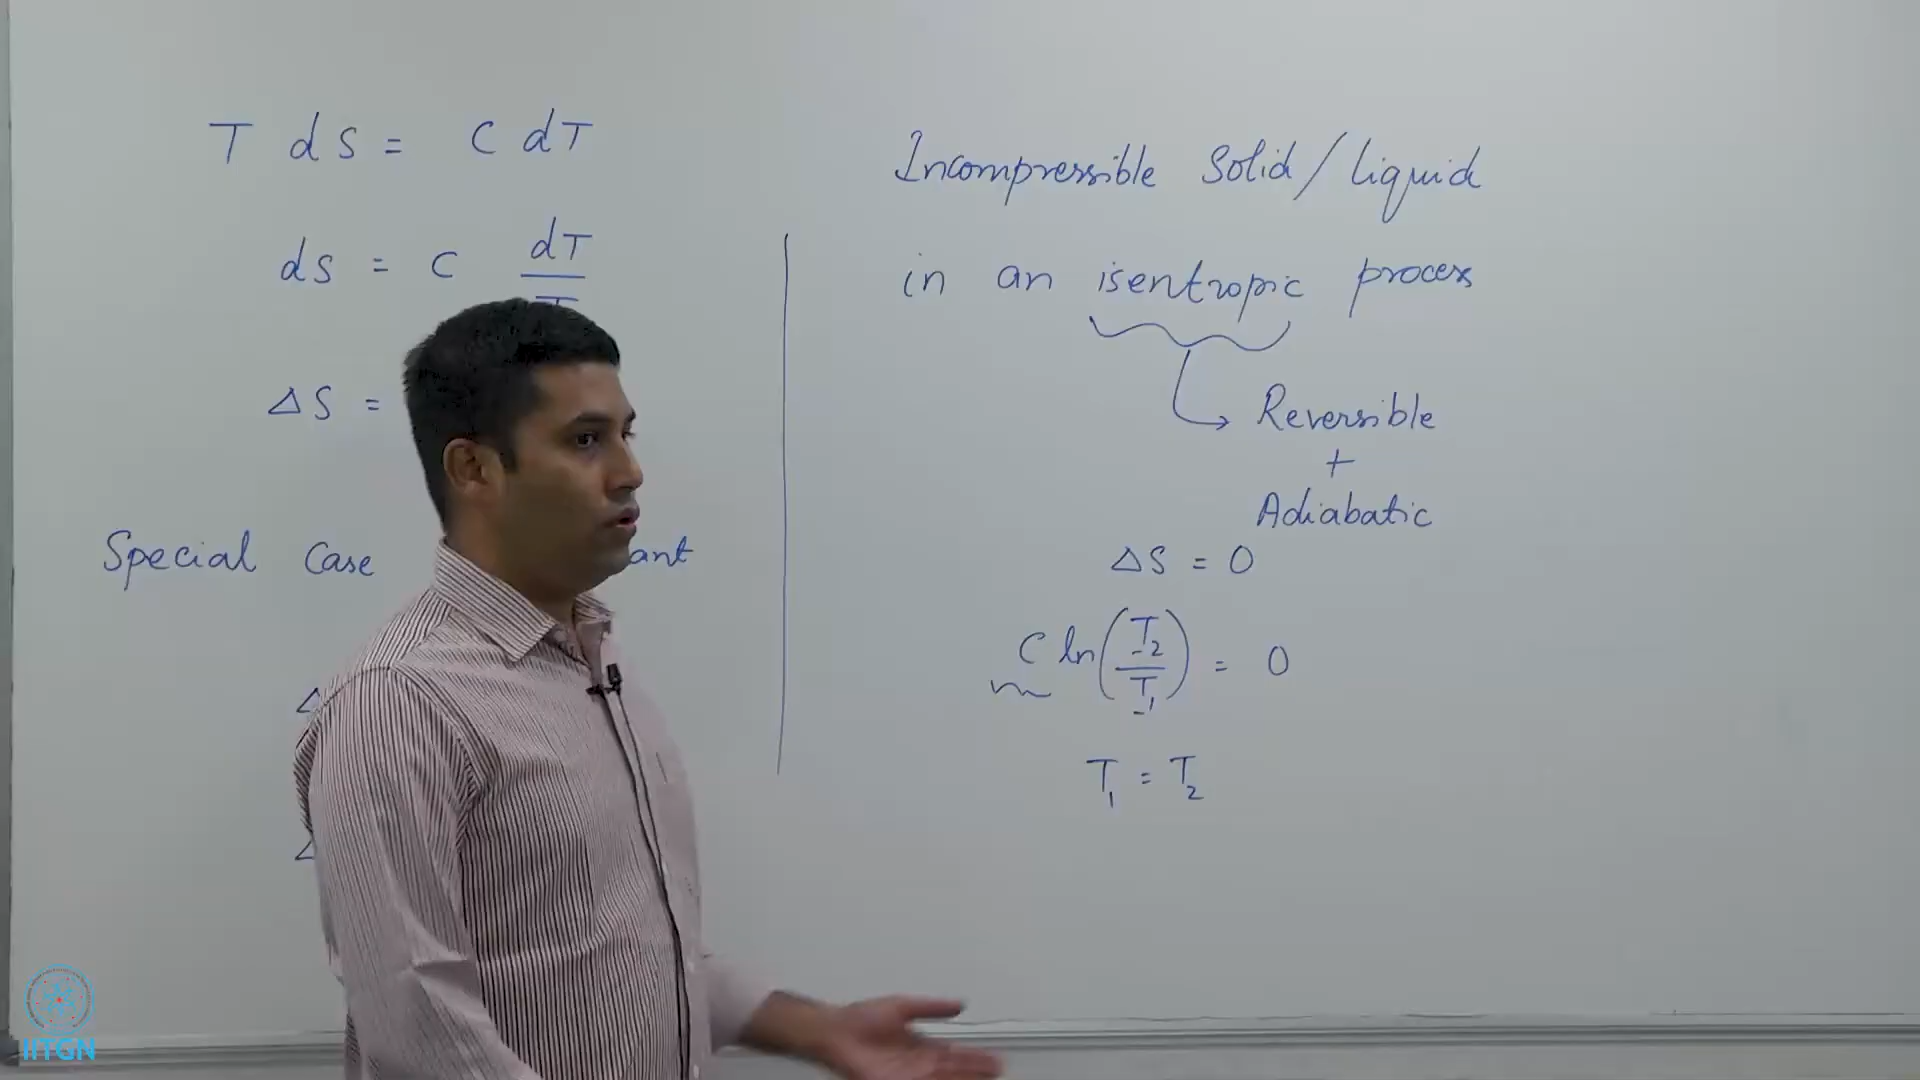 T dS = C dT
dS = C dT
ΔS =
Special Case ant
Δ
Δ
Incompressible Solid/Liquid
in an isentropic process
Reversible
+
Adiabatic
ΔS = 0
C ln(T2/T1) = 0
T1 = T2
IITGN